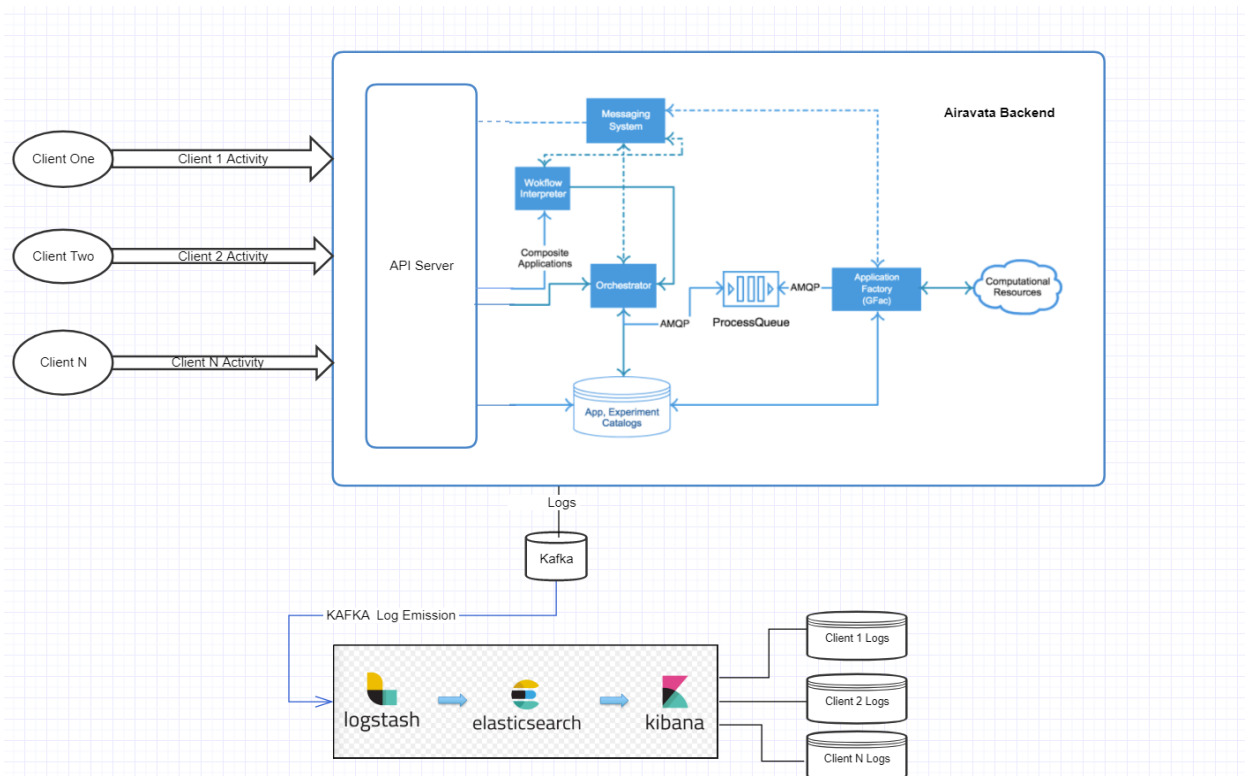 Airavata Backend
Messaging
System
Client One
Client 1 Activity
Wokflow
Interpreter
Client Two
Client 2 Activity
API Server
Composite
Applications
Orchestrator
AMQP
ProcessQueue
AMQP
Application
Factory
(GFac)
Computational
Resources
Client N
Client N Activity
App, Experiment
Catalogs
Logs
Kafka
KAFKA Log Emission
logstash
elasticsearch
kibana
Client 1 Logs
Client 2 Logs
Client N Logs